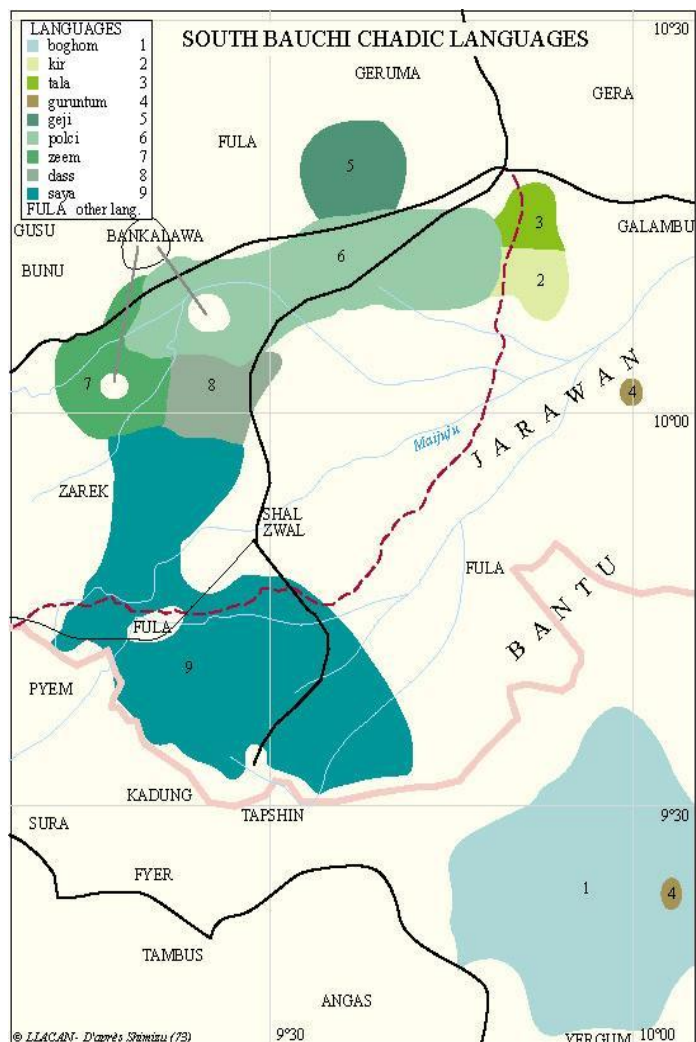 SOUTH BAUCHI CHADIC LANGUAGES
10°30
LANGUAGES
boghom 1
kir 2
tala 3
guruntum 4
geji 5
polci 6
zeem 7
dass 8
saya 9
FULA other lang.
GERUMA
GERA
FULA
5
GUSU
BANKALAWA
3
GALAMBU
BUNU
6
2
7
8
4
10°00
JARAWAN
Maijuju
ZAREK
SHAL
ZWAL
FULA
BANTU
FULA
9
PYEM
KADUNG
TAPSHIN
9°30
SURA
FYER
1
4
TAMBUS
ANGAS
© LLACAN- D'après Shimizu (73)
9°30
10°00
YERGUM